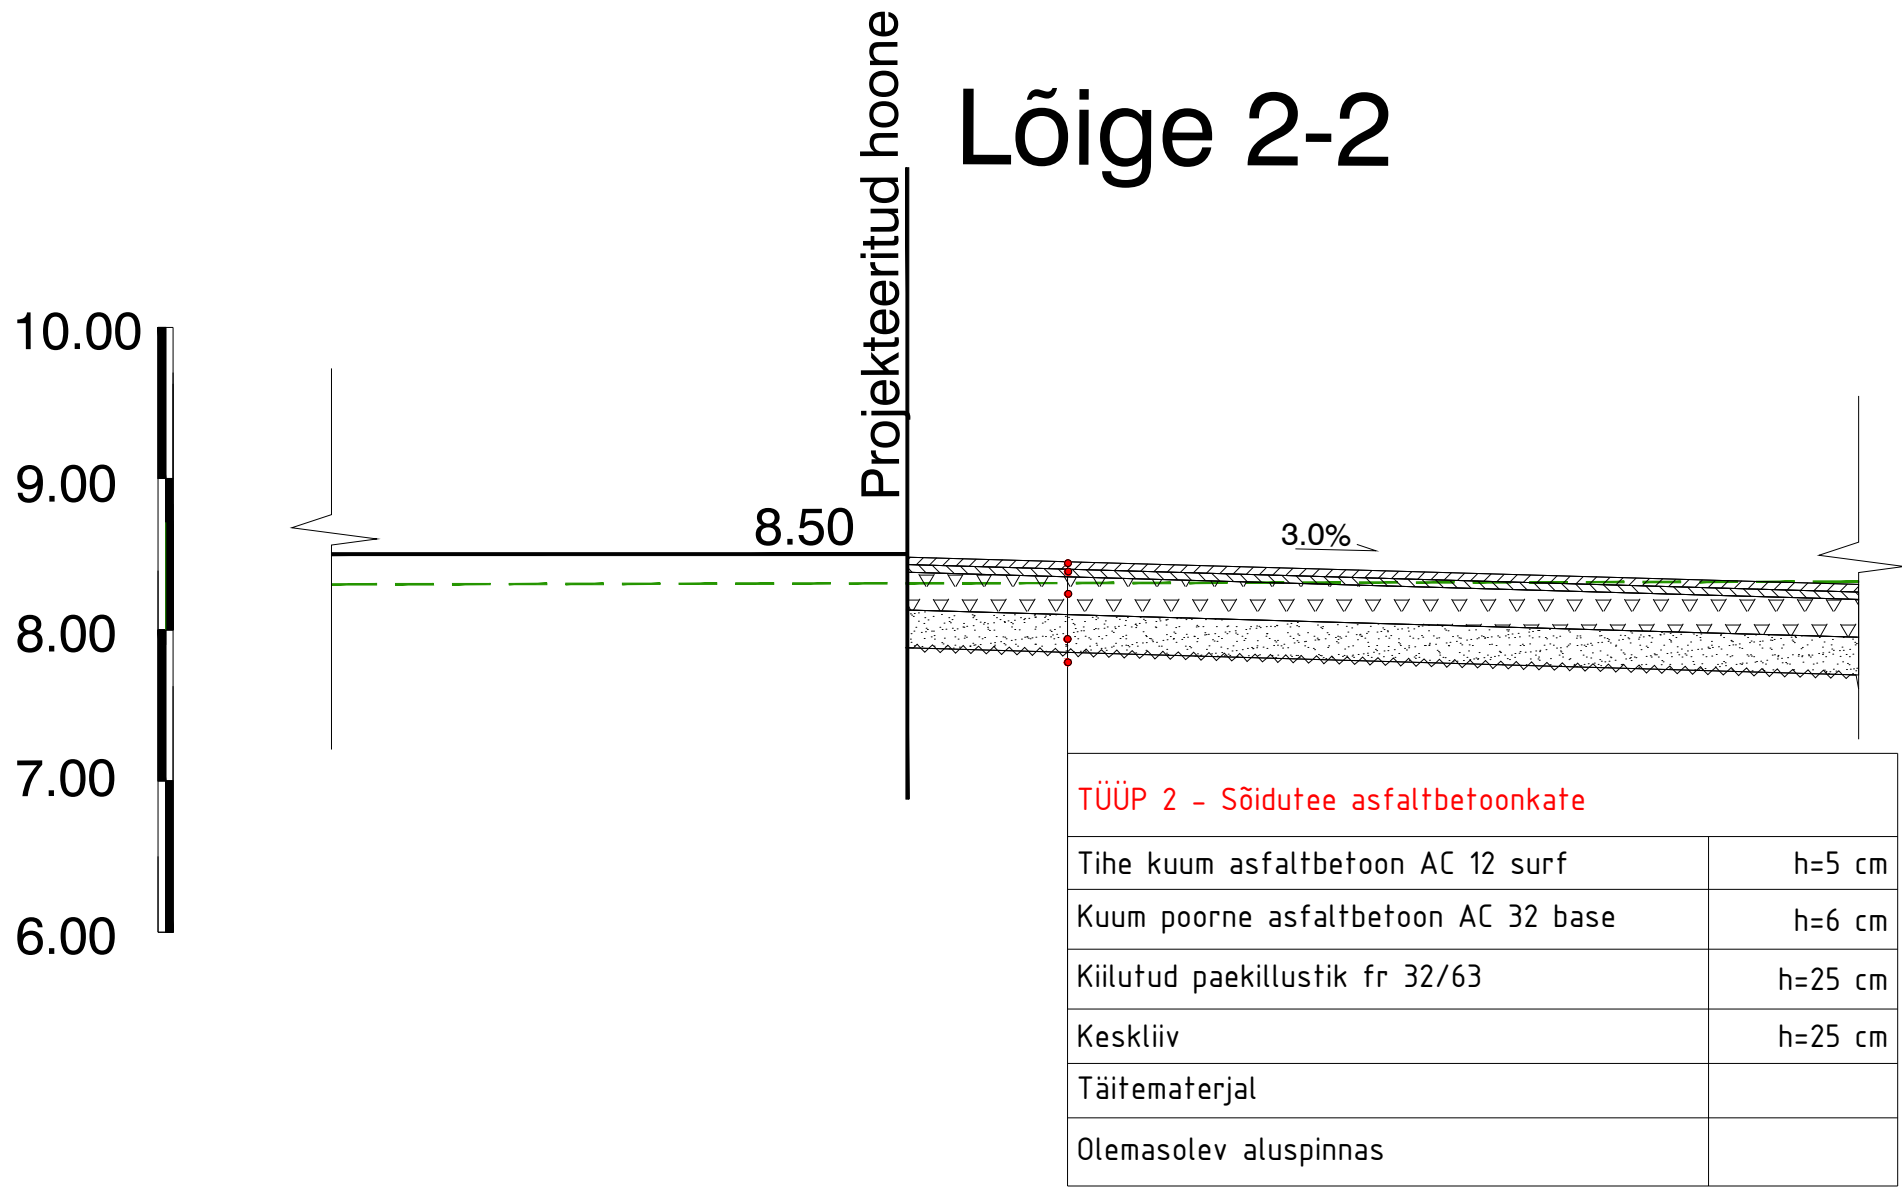 Projekteeritud hoone
Lõige 2-2
10.00
9.00
8.00
7.00
6.00
8.50
3.0%
TÜÜP 2 - Sõidutee asfaltbetoonkate
Tihe kuum asfaltbetoon AC 12 surf h=5 cm
Kuum poorne asfaltbetoon AC 32 base h=6 cm
Kiilutud paekillustik fr 32/63 h=25 cm
Keskliiv h=25 cm
Täitematerjal
Olemasolev aluspinnas